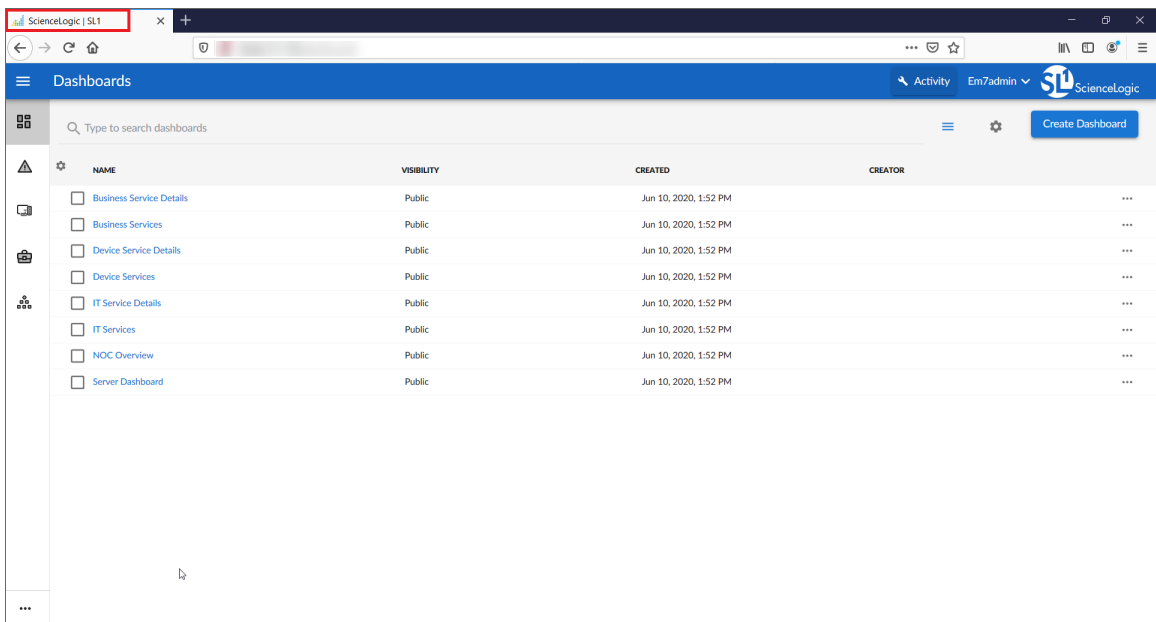 ScienceLogic | SL1
Dashboards
Activity
Em7admin
SL1 ScienceLogic
Type to search dashboards
Create Dashboard
NAME VISIBILITY CREATED CREATOR
Business Service Details Public Jun 10, 2020, 1:52 PM
Business Services Public Jun 10, 2020, 1:52 PM
Device Service Details Public Jun 10, 2020, 1:52 PM
Device Services Public Jun 10, 2020, 1:52 PM
IT Service Details Public Jun 10, 2020, 1:52 PM
IT Services Public Jun 10, 2020, 1:52 PM
NOC Overview Public Jun 10, 2020, 1:52 PM
Server Dashboard Public Jun 10, 2020, 1:52 PM